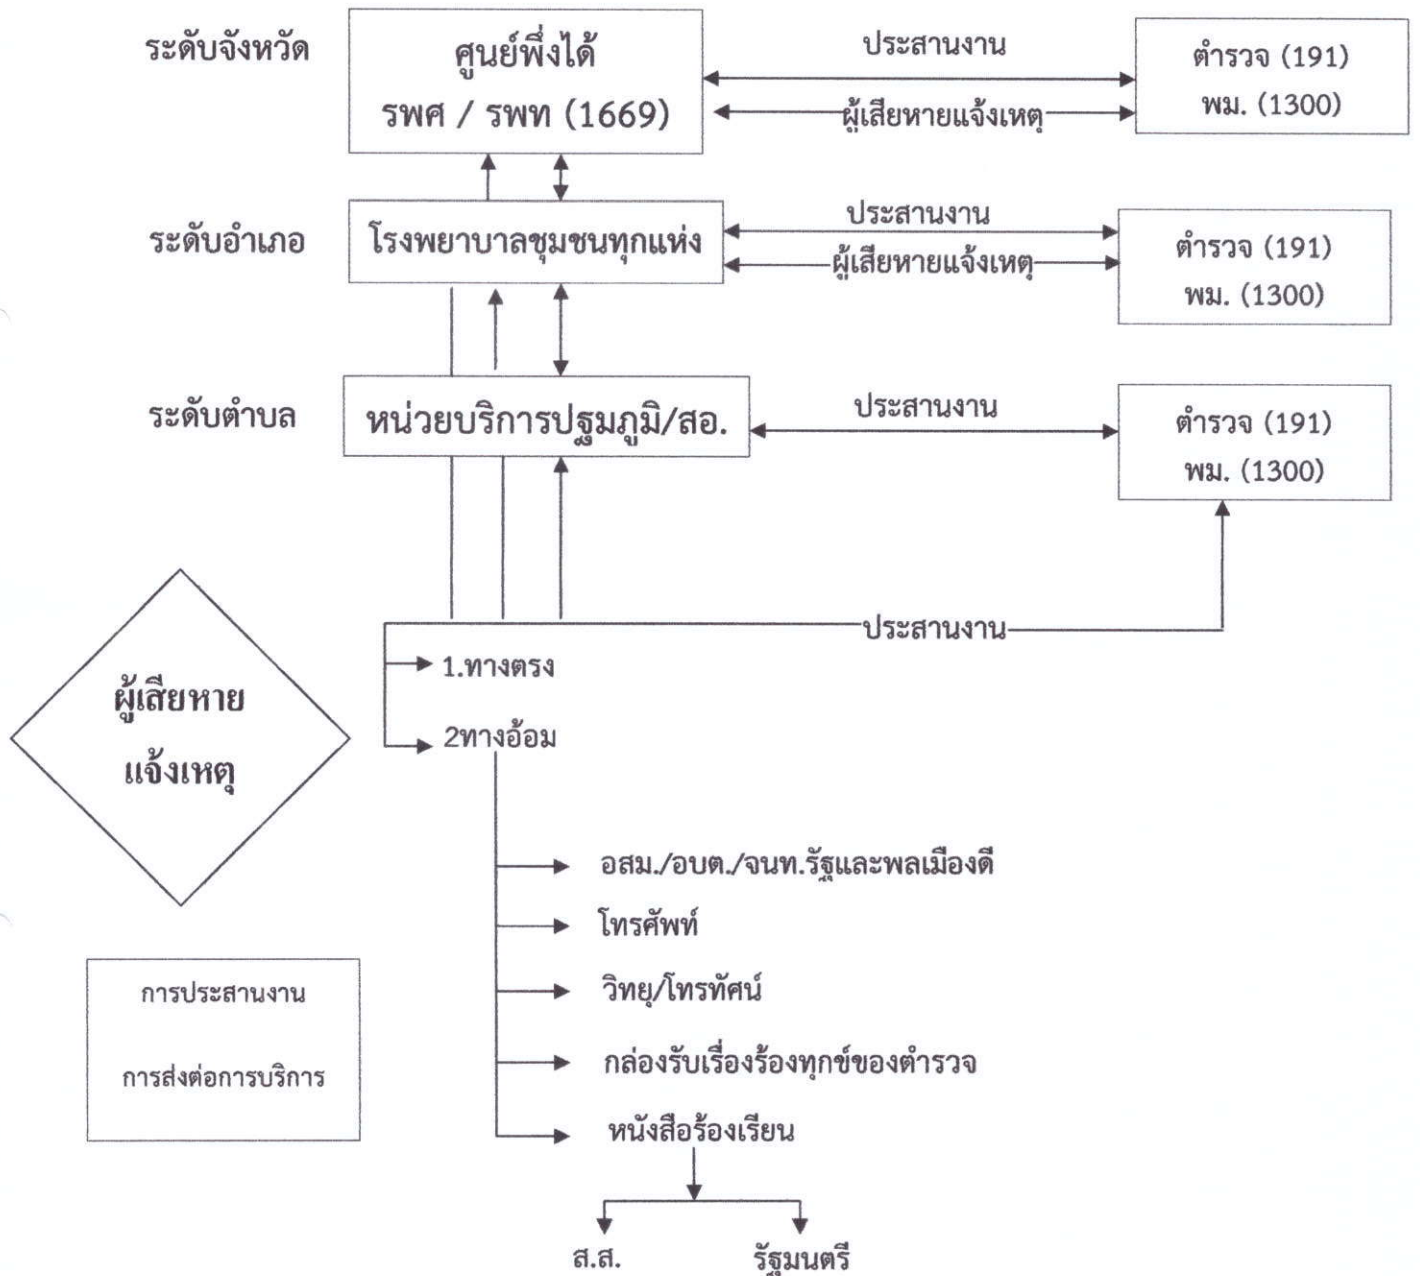 ระดับจังหวัด
ศูนย์พึ่งได้
รพศ / รพท (1669)
ประสานงาน
ผู้เสียหายแจ้งเหตุ
ตำรวจ (191)
พม. (1300)
ระดับอำเภอ
โรงพยาบาลชุมชนทุกแห่ง
ประสานงาน
ผู้เสียหายแจ้งเหตุ
ตำรวจ (191)
พม. (1300)
ระดับตำบล
หน่วยบริการปฐมภูมิ/สอ.
ประสานงาน
ตำรวจ (191)
พม. (1300)
ประสานงาน
ผู้เสียหาย
แจ้งเหตุ
1.ทางตรง
2ทางอ้อม
อสม./อบต./จนท.รัฐและพลเมืองดี
โทรศัพท์
วิทยุ/โทรทัศน์
กล่องรับเรื่องร้องทุกข์ของตำรวจ
หนังสือร้องเรียน
ส.ส.
รัฐมนตรี
การประสานงาน
การส่งต่อการบริการ